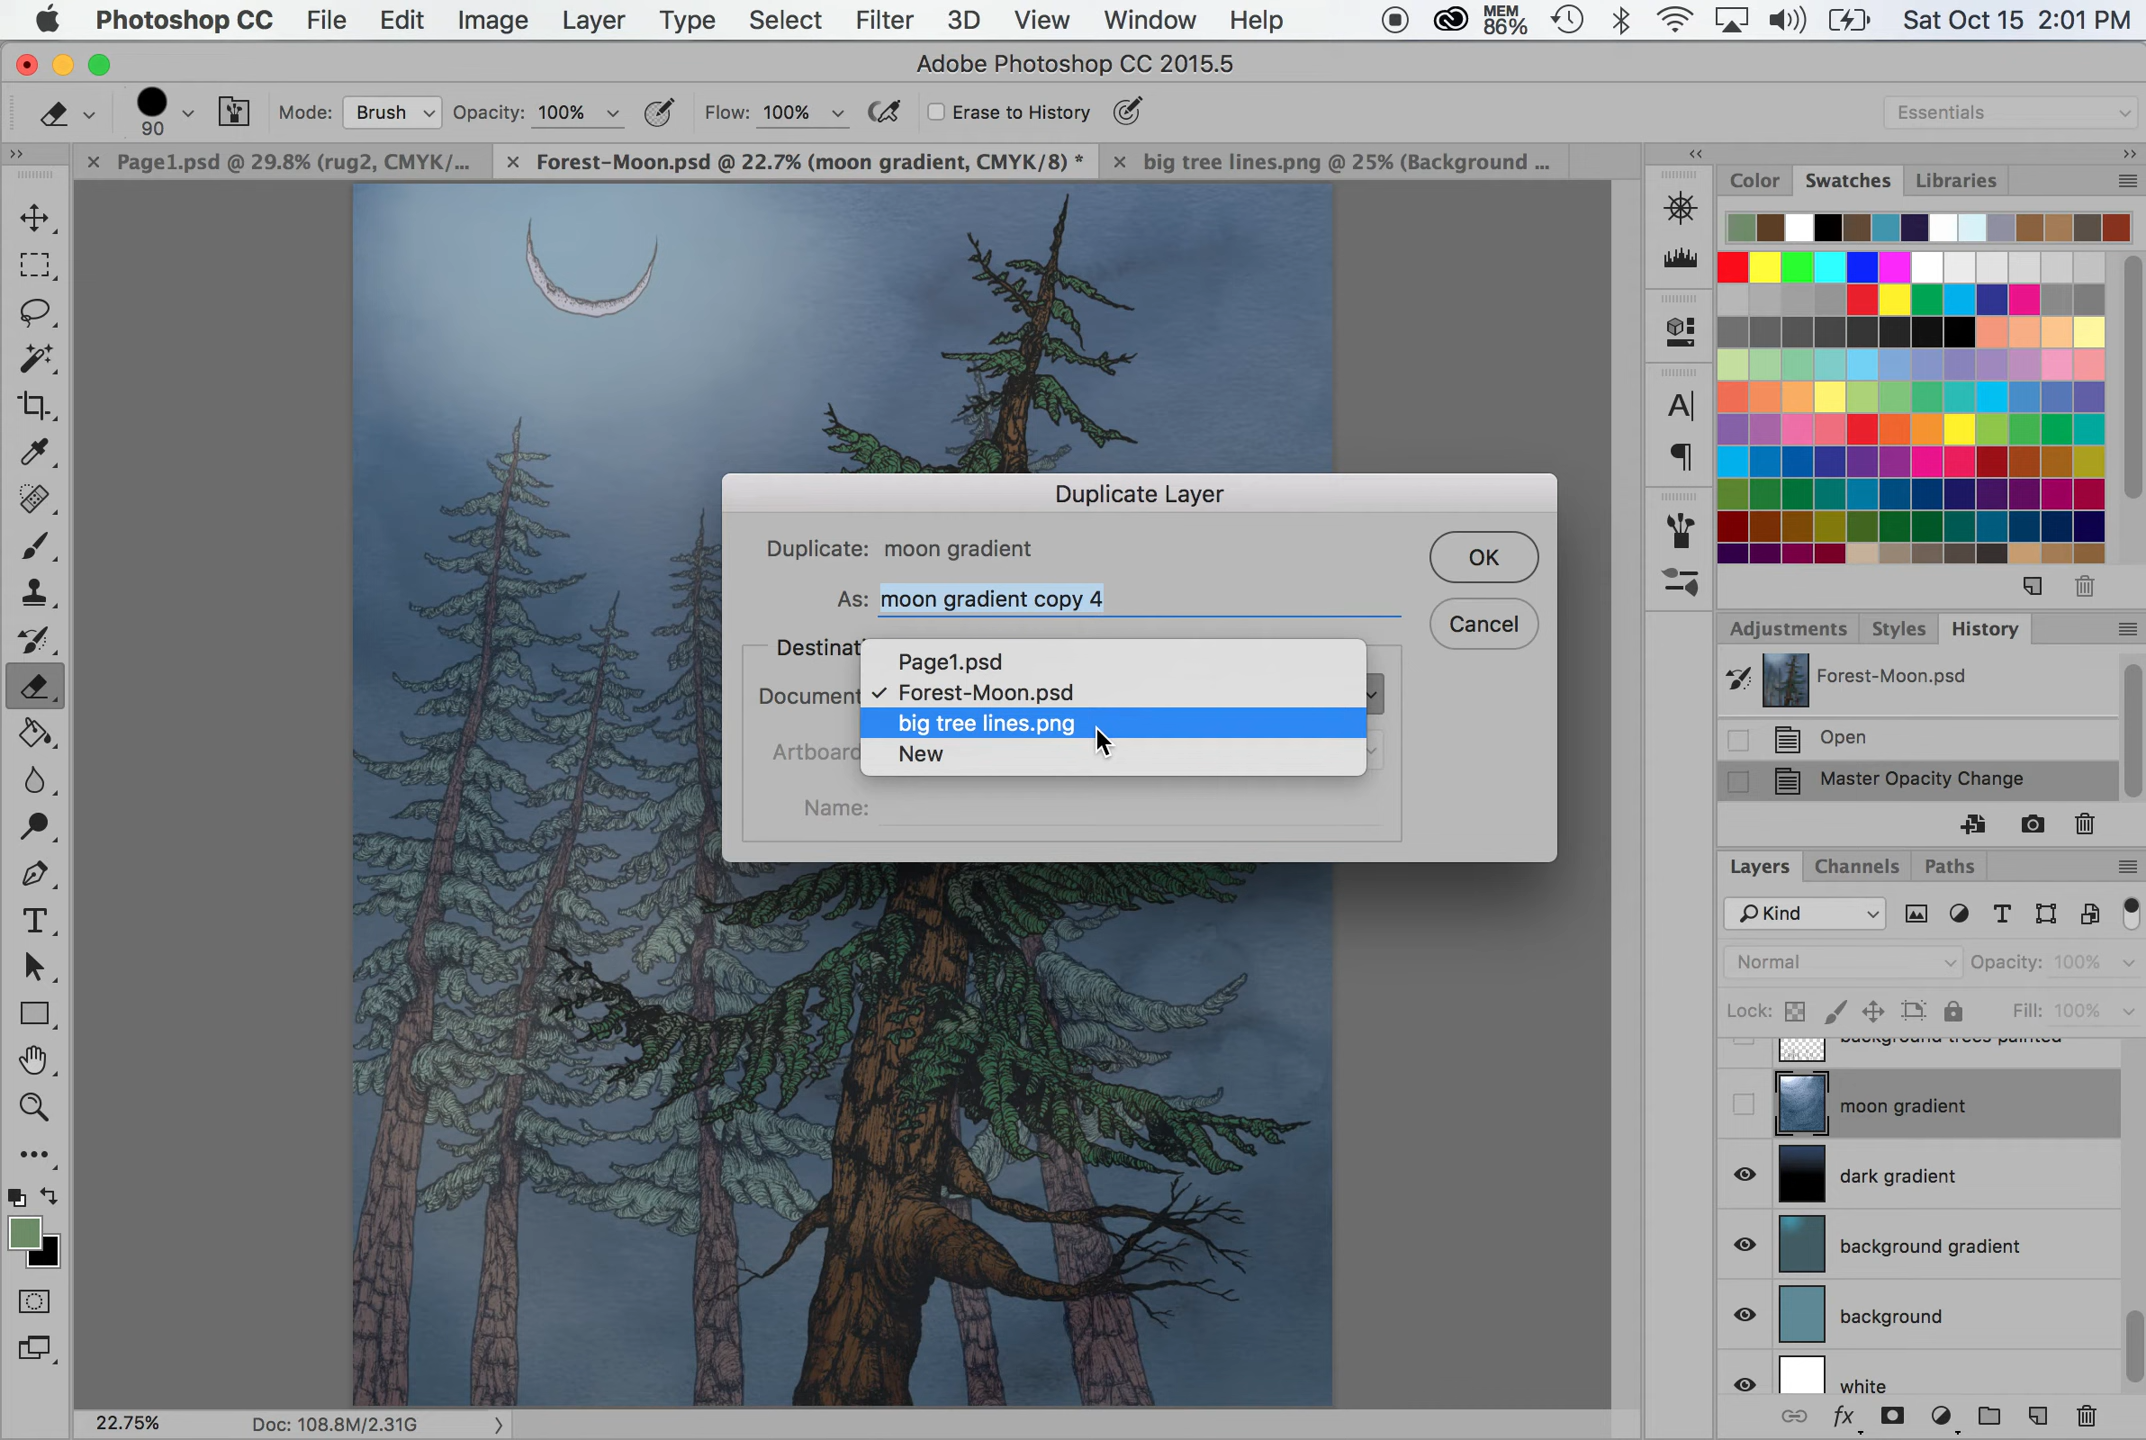 Photoshop CC File Edit Image Layer Type Select Filter 3D View Window Help MEM 86% Sat Oct 15 2:01 PM
Adobe Photoshop CC 2015.5
90 Mode: Brush Opacity: 100% Flow: 100% Erase to History Essentials
Page1.psd @ 29.8% (rug2, CMYK/... Forest-Moon.psd @ 22.7% (moon gradient, CMYK/8) * big tree lines.png @ 25% (Background ...
Color Swatches Libraries
Duplicate Layer
Duplicate: moon gradient
OK
As: moon gradient copy 4
Cancel
Destinati
Page1.psd
Document
✓ Forest-Moon.psd
big tree lines.png
Artboard
New
Name:
Adjustments Styles History
Forest-Moon.psd
Open
Master Opacity Change
Layers Channels Paths
Kind
Normal Opacity: 100%
Lock: Fill: 100%
background trees painted
moon gradient
dark gradient
background gradient
background
white
fx
22.75% Doc: 108.8M/2.31G